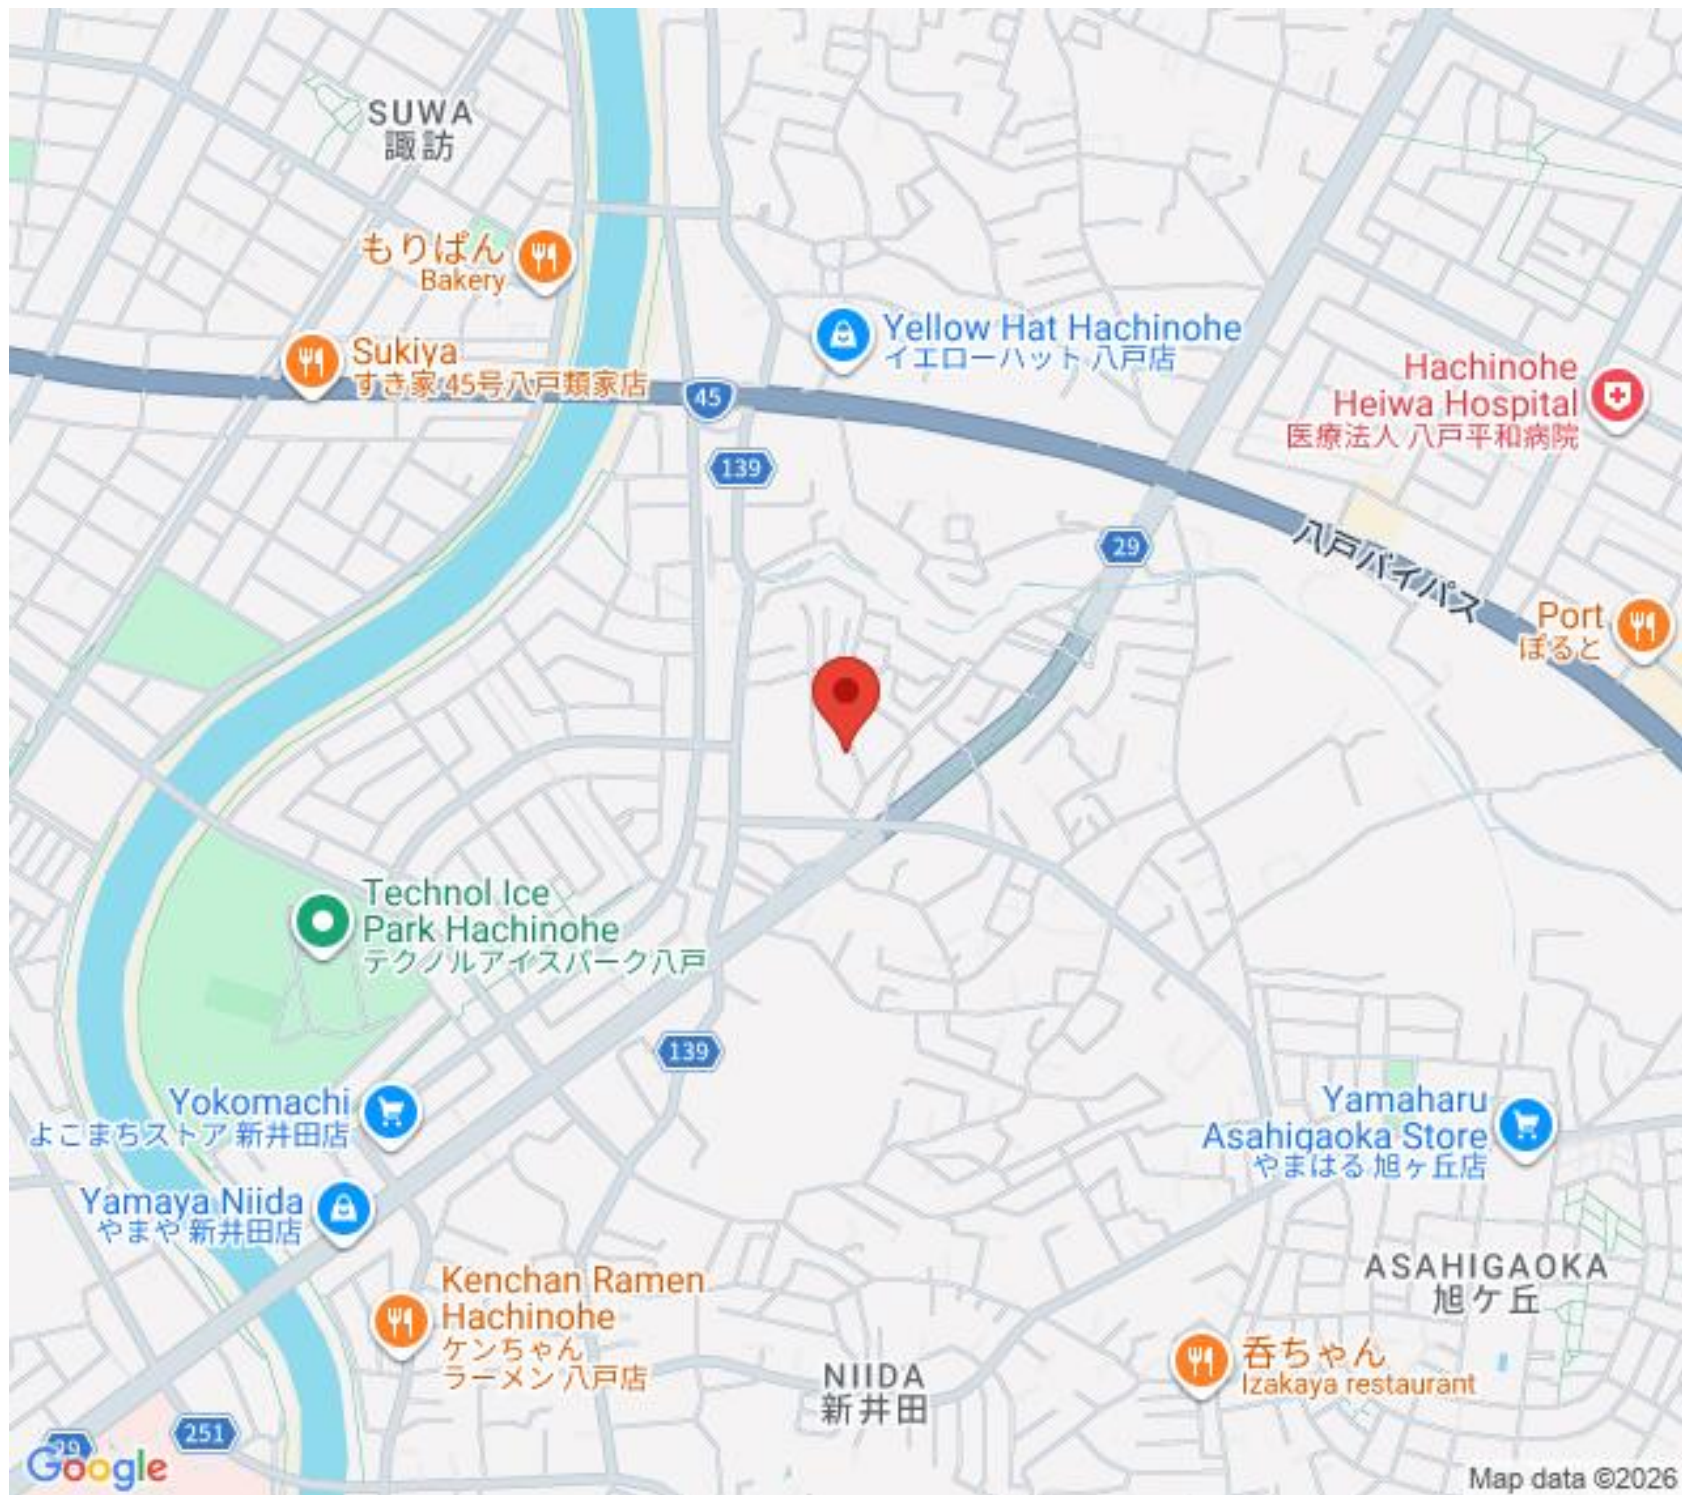 SUWA
諏訪
もりぱん
Bakery
Sukiya
すき家 45号八戸類家店
45
Yellow Hat Hachinohe
イエローハット 八戸店
Hachinohe
Heiwa Hospital
医療法人 八戸平和病院
139
29
八戸バイパス
Port
ぽると
Technol Ice
Park Hachinohe
テクノルアイスパーク八戸
139
Yokomachi
よこまちストア 新井田店
Yamaharu
Asahigaoka Store
やまはる 旭ヶ丘店
Yamaya Niida
やまや 新井田店
ASAHIGAOKA
旭ケ丘
Kenchan Ramen
Hachinohe
ケンちゃん
ラーメン 八戸店
呑ちゃん
Izakaya restaurant
NIIDA
新井田
251
29
Google
Map data ©2026